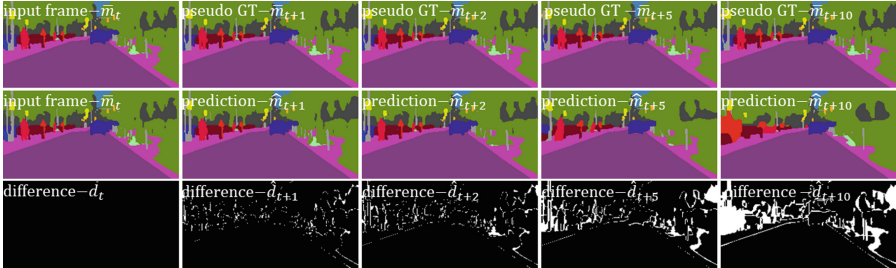 input frame–m̅ₜ
pseudo GT–m̅ₜ₊₁
pseudo GT –m̅ₜ₊₂
pseudo GT –m̅ₜ₊₅
pseudo GT –m̅ₜ₊₁₀
input frame–m̅ₜ
prediction–m̂ₜ₊₁
prediction–m̂ₜ₊₂
prediction–m̂ₜ₊₅
prediction–m̂ₜ₊₁₀
difference–dₜ
difference–d̂ₜ₊₁
difference–d̂ₜ₊₂
difference–d̂ₜ₊₅
difference–d̂ₜ₊₁₀